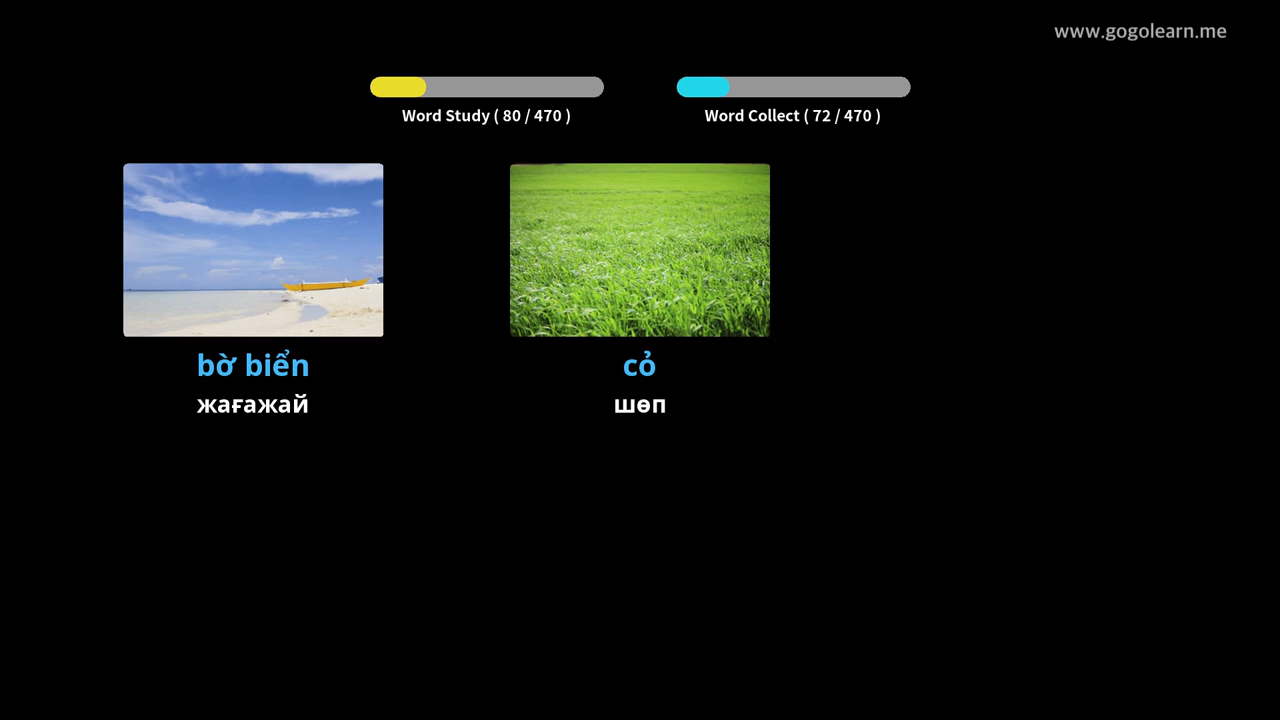 www.gogolearn.me
Word Study ( 80 / 470 )
Word Collect ( 72 / 470 )
bờ biển
жағажай
cỏ
шөп